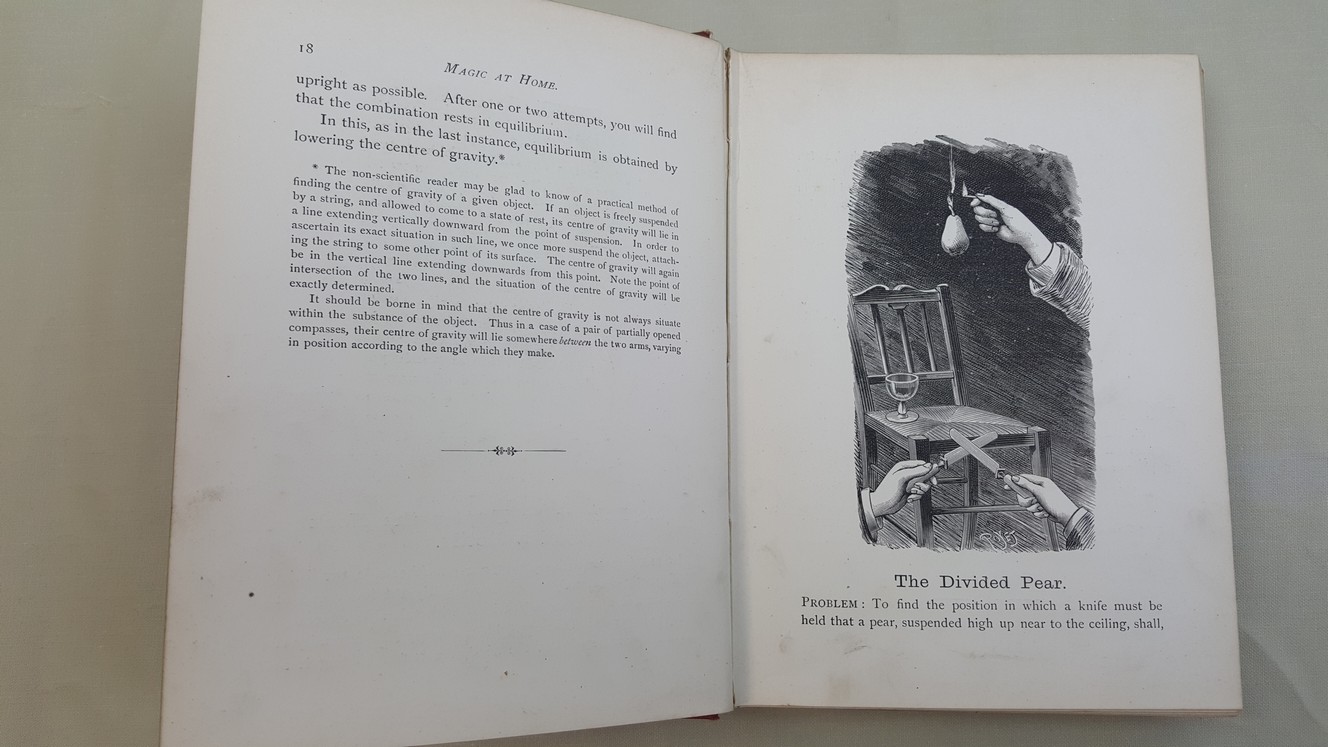 18
MAGIC AT HOME.
upright as possible. After one or two attempts, you will find
that the combination rests in equilibrium.
In this, as in the last instance, equilibrium is obtained by
lowering the centre of gravity.*
* The non-scientific reader may be glad to know of a practical method of
finding the centre of gravity of a given object. If an object is freely suspended
by a string, and allowed to come to a state of rest, its centre of gravity will lie in
a line extending vertically downward from the point of suspension. In order to
ascertain its exact situation in such line, we once more suspend the object, attach-
ing the string to some other point of its surface. The centre of gravity will again
be in the vertical line extending downwards from this point. Note the point of
intersection of the two lines, and the situation of the centre of gravity will be
exactly determined.
It should be borne in mind that the centre of gravity is not always situate
within the substance of the object. Thus in a case of a pair of partially opened
compasses, their centre of gravity will lie somewhere between the two arms, varying
in position according to the angle which they make.
The Divided Pear.
PROBLEM: To find the position in which a knife must be
held that a pear, suspended high up near to the ceiling, shall,